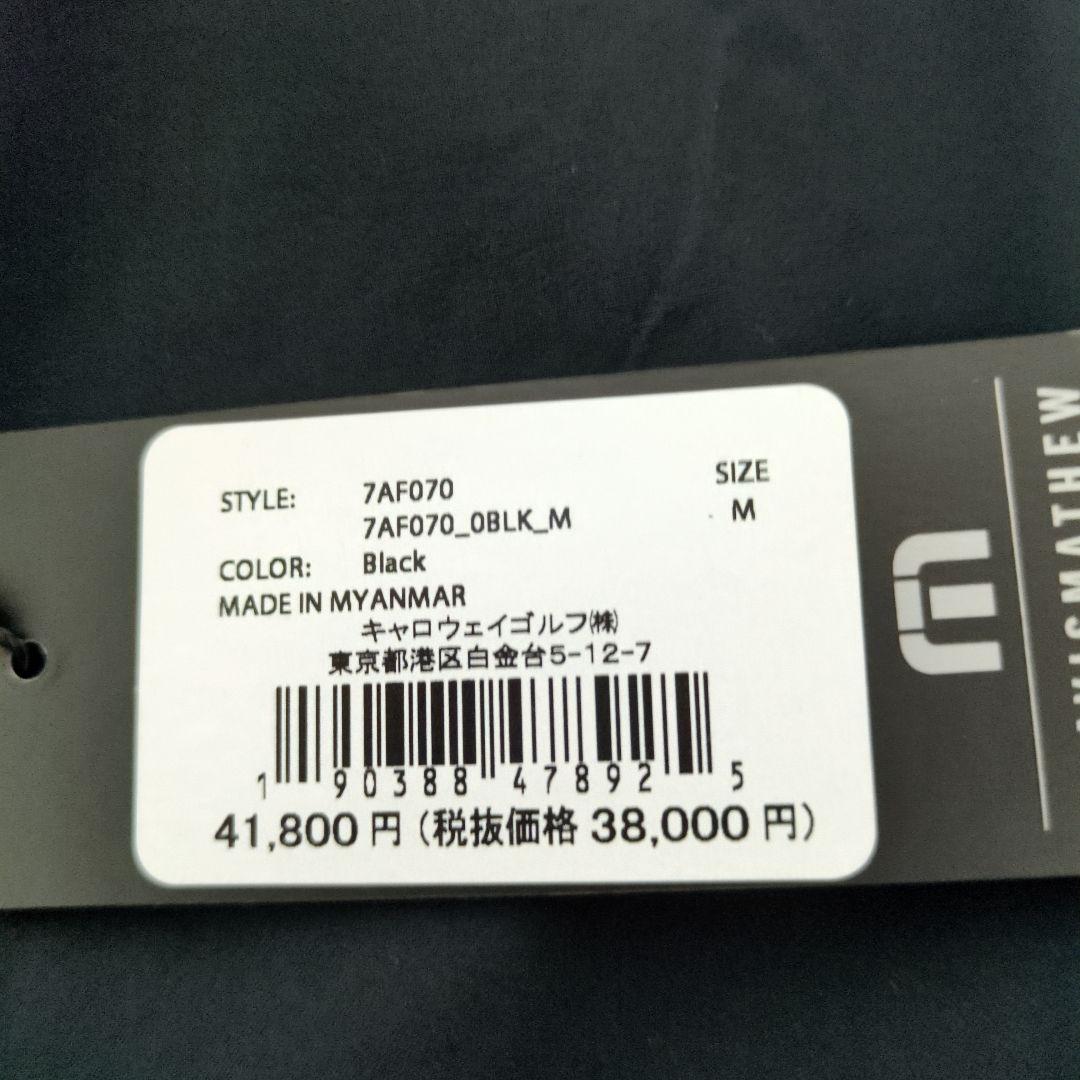 STYLE: 7AF070 SIZE
7AF070_0BLK_M M
COLOR: Black
MADE IN MYANMAR
キャロウェイゴルフ㈱
東京都港区白金台5-12-7
1 90388 47892 5
41,800 円 (税抜価格 38,000 円)